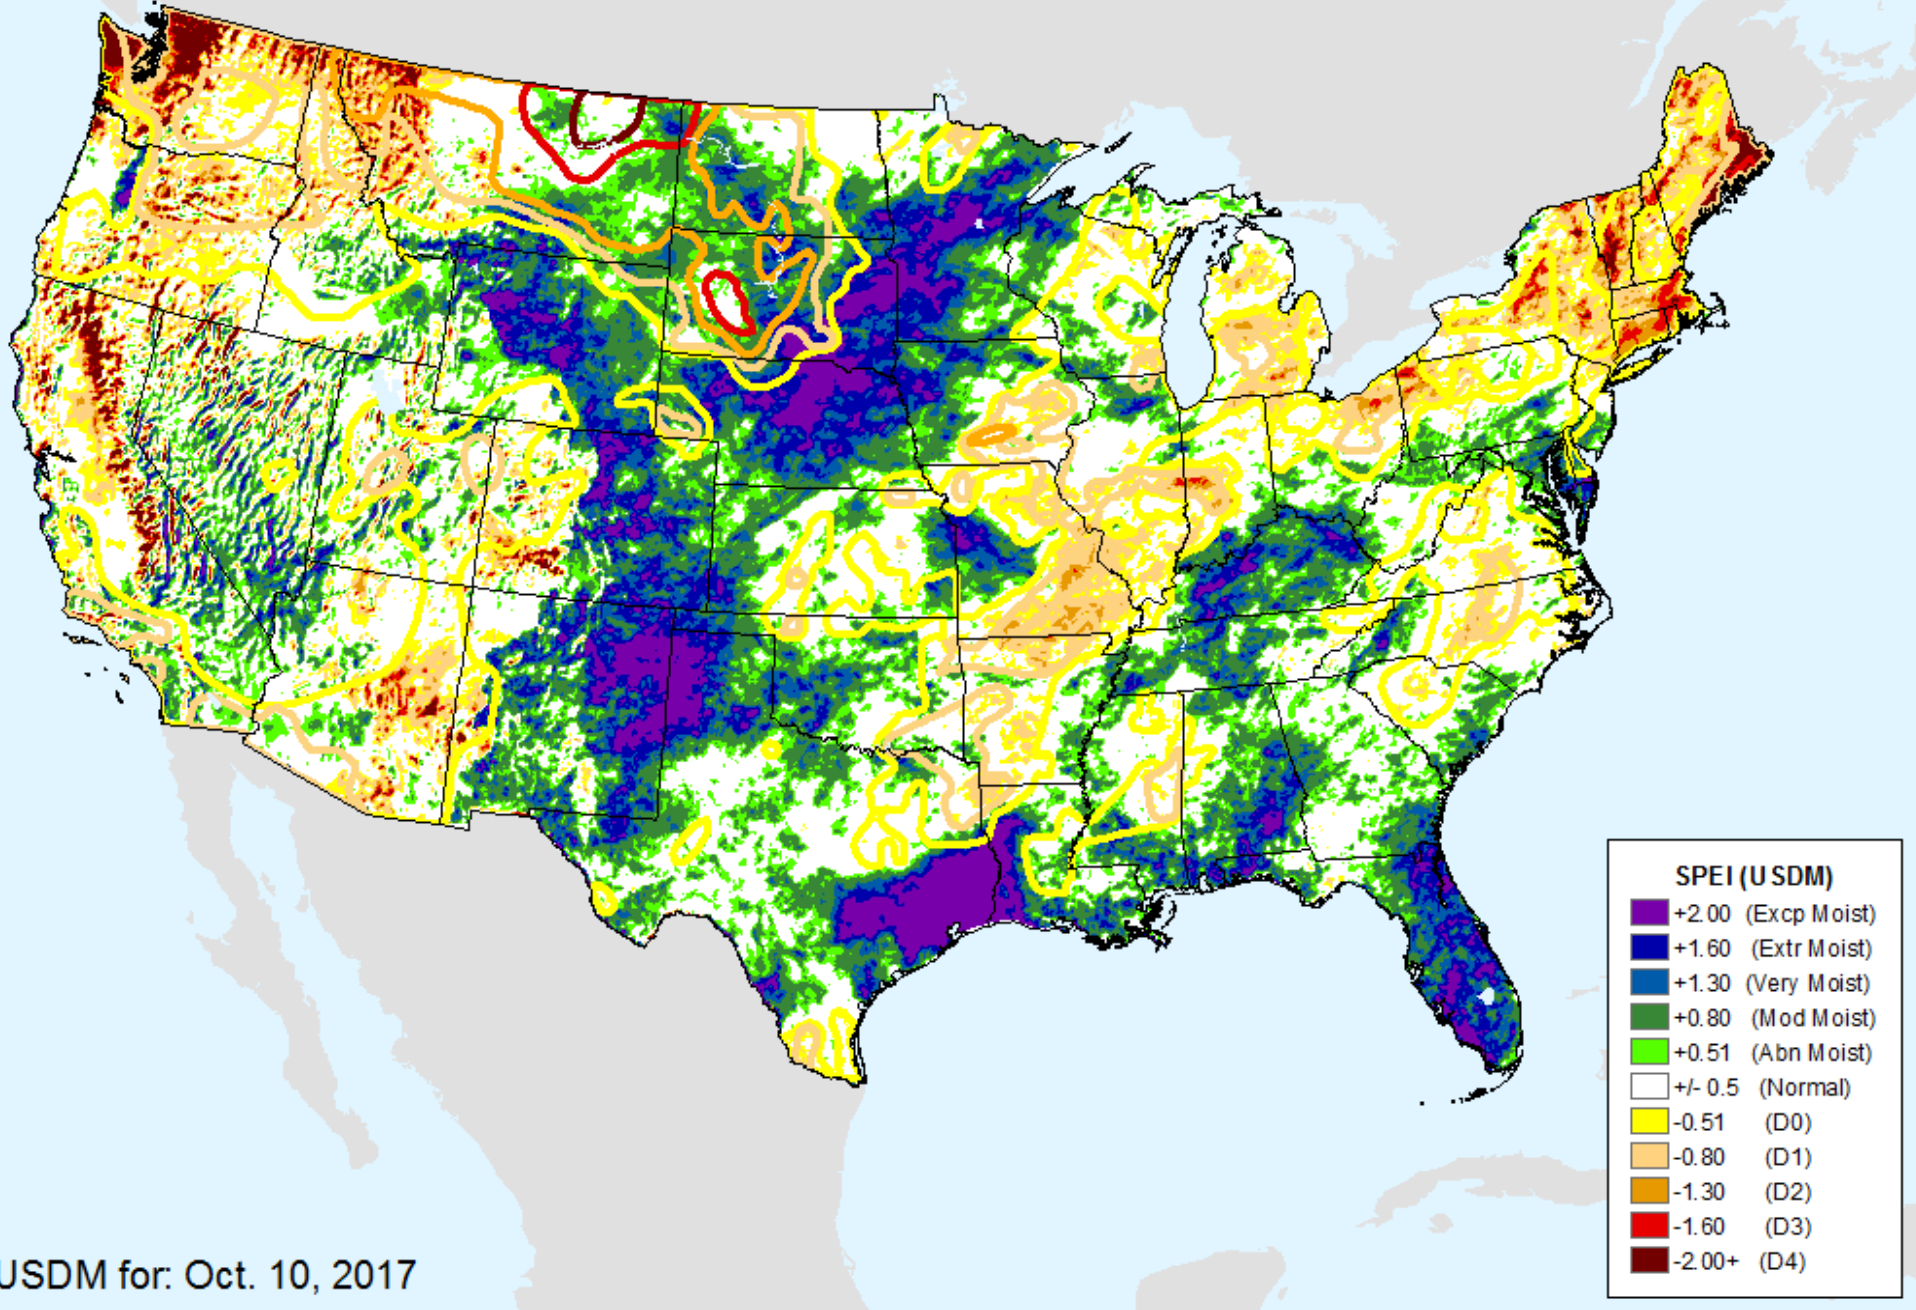 SPEI (USDM)
+2.00 (Excp Moist)
+1.60 (Extr Moist)
+1.30 (Very Moist)
+0.80 (Mod Moist)
+0.51 (Abn Moist)
+/- 0.5 (Normal)
-0.51 (D0)
-0.80 (D1)
-1.30 (D2)
-1.60 (D3)
-2.00+ (D4)
USDM for: Oct. 10, 2017